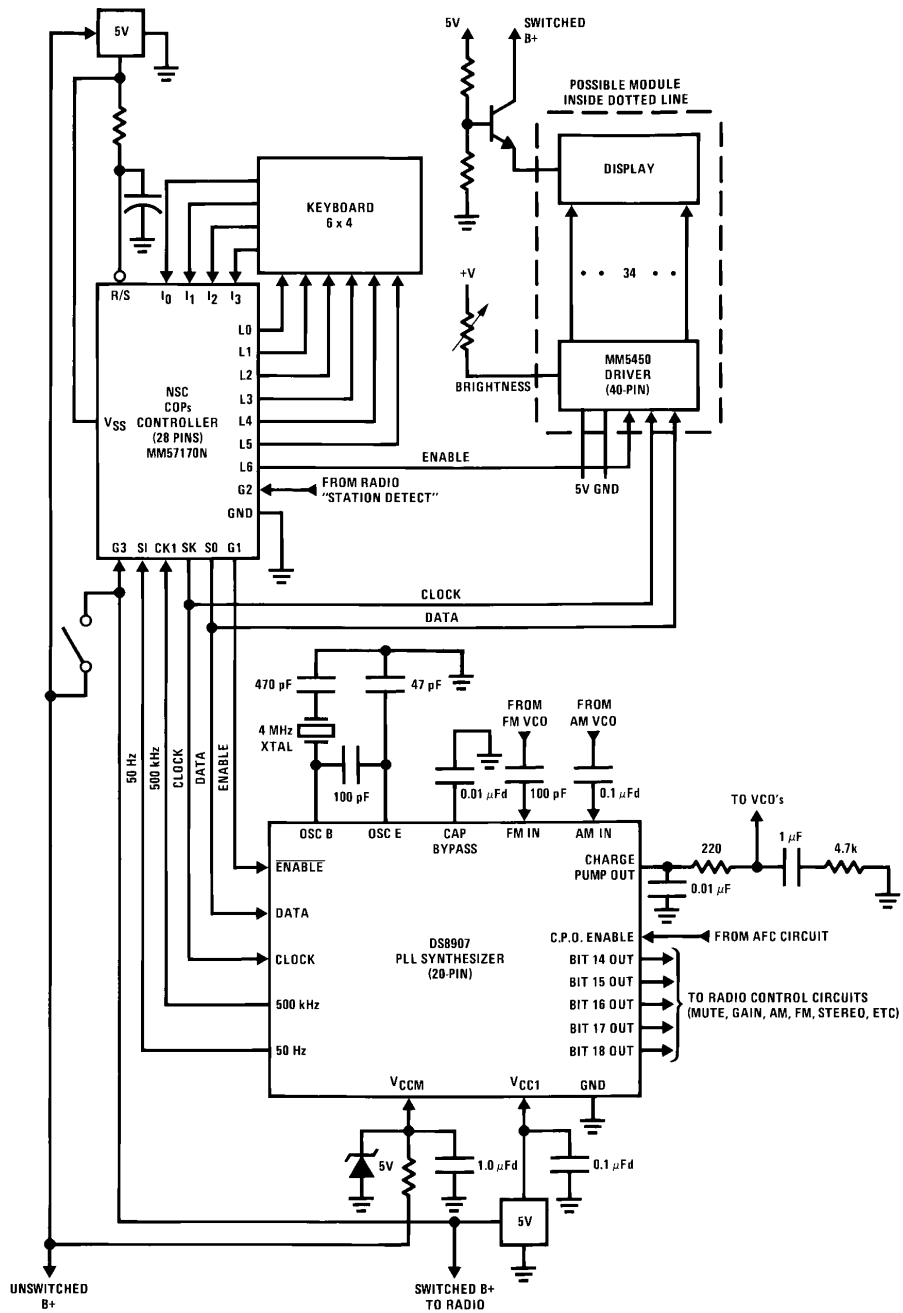 5V
5V
SWITCHED
B+
POSSIBLE MODULE
INSIDE DOTTED LINE
DISPLAY
KEYBOARD
6 x 4
• • 34 • •
+V
BRIGHTNESS
MM5450
DRIVER
(40-PIN)
5V GND
R/S
I0
I1
I2
I3
L0
L1
L2
L3
L4
L5
L6
G2
GND
VSS
NSC
COPs
CONTROLLER
(28 PINS)
MM57170N
G3
SI
CK1
SK
S0
G1
ENABLE
FROM RADIO
"STATION DETECT"
CLOCK
DATA
50 Hz
500 kHz
CLOCK
DATA
ENABLE
470 pF
47 pF
4 MHz
XTAL
100 pF
0.01 μFd
FROM
FM VCO
100 pF
FROM
AM VCO
0.1 μFd
OSC B
OSC E
CAP
BYPASS
FM IN
AM IN
ENABLE
DATA
CLOCK
500 kHz
50 Hz
DS8907
PLL SYNTHESIZER
(20-PIN)
CHARGE
PUMP OUT
C.P.O. ENABLE
BIT 14 OUT
BIT 15 OUT
BIT 16 OUT
BIT 17 OUT
BIT 18 OUT
VCCM
VCC1
GND
TO VCO's
220
1 μF
4.7k
0.01 μF
FROM AFC CIRCUIT
TO RADIO CONTROL CIRCUITS
(MUTE, GAIN, AM, FM, STEREO, ETC)
5V
1.0 μFd
0.1 μFd
5V
UNSWITCHED
B+
SWITCHED B+
TO RADIO